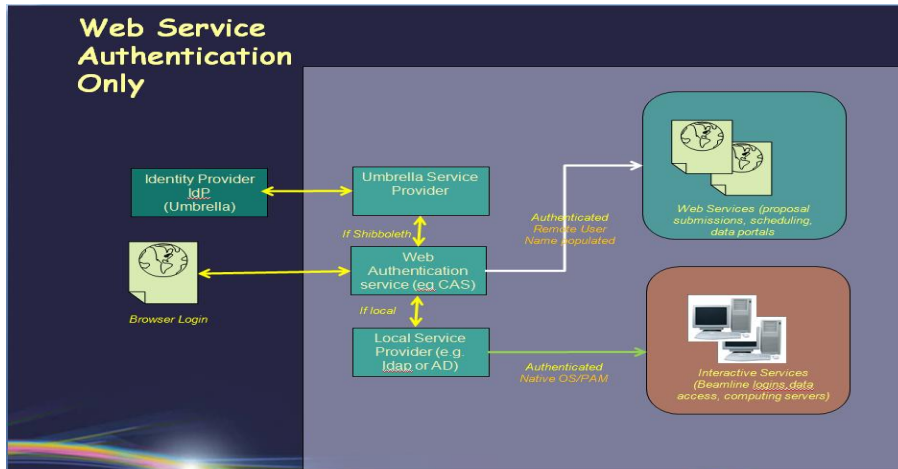 Web Service
Authentication
Only
Identity Provider
IdP
(Umbrella)
Umbrella Service
Provider
If Shibboleth
Web
Authentication
service (eg CAS)
Browser Login
If local
Local Service
Provider (e.g.
ldap or AD)
Authenticated
Remote User
Name populated
Web Services (proposal
submissions, scheduling,
data portals
Authenticated
Native OS/PAM
Interactive Services
(Beamline logins,data
access, computing servers)